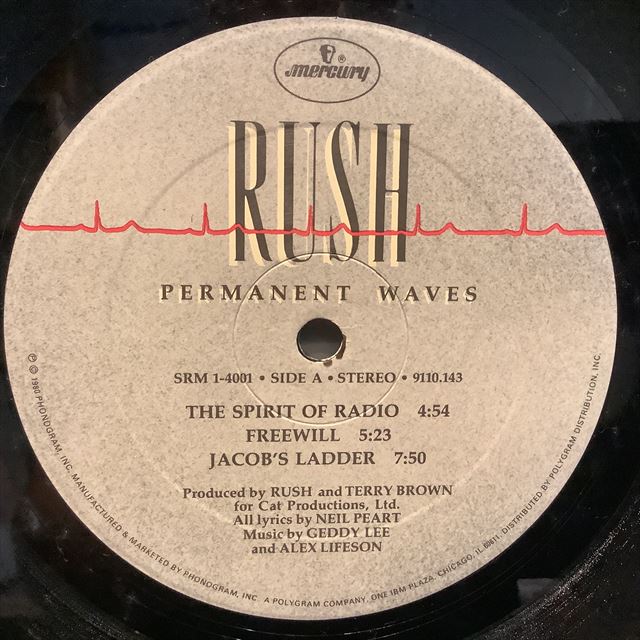 mercury®
RUSH
PERMANENT WAVES
SRM 1-4001 • SIDE A • STEREO • 9110.143
THE SPIRIT OF RADIO 4:54
FREEWILL 5:23
JACOB'S LADDER 7:50
Produced by RUSH and TERRY BROWN
for Cat Productions, Ltd.
All lyrics by NEIL PEART
Music by GEDDY LEE
and ALEX LIFESON
℗ © 1980 PHONOGRAM, INC. MANUFACTURED & MARKETED BY PHONOGRAM, INC. A POLYGRAM COMPANY, ONE IBM PLAZA, CHICAGO, IL 60611. DISTRIBUTED BY POLYGRAM DISTRIBUTION, INC.